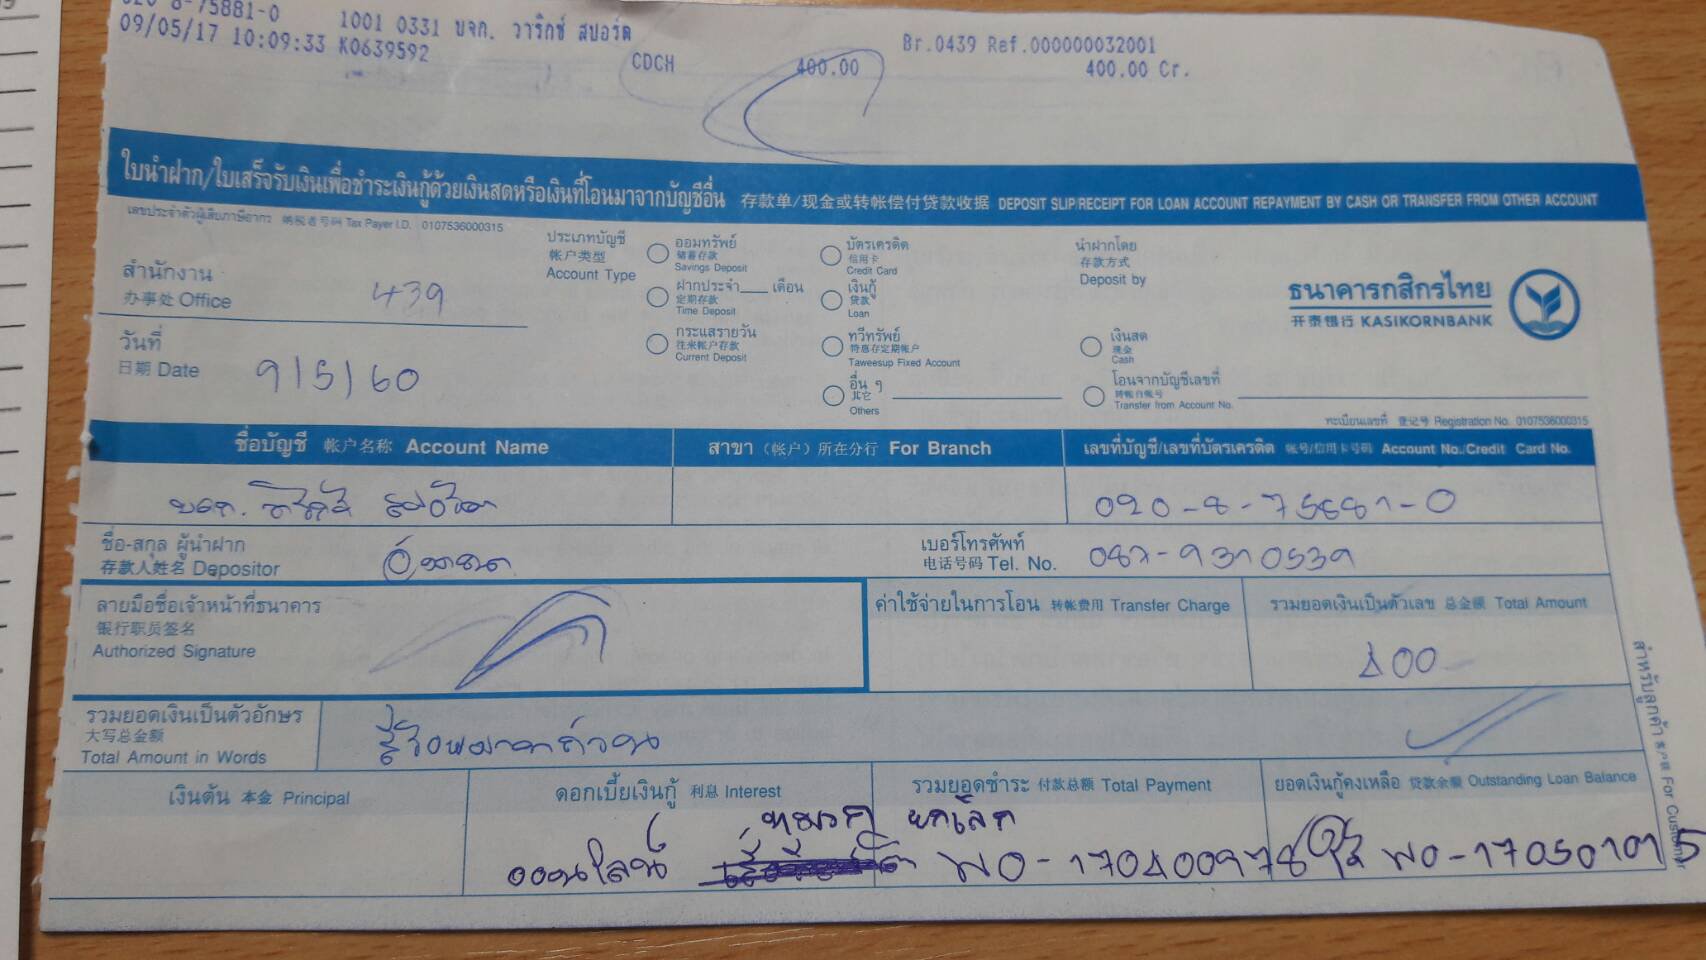 020 8-75881-0 1001 0331 บจก. วาริกซ์ สปอร์ต Br.0439 Ref.000000032001
09/05/17 10:09:33 K0639592 CDCH 400.00 400.00 Cr.
ใบนำฝาก/ใบเสร็จรับเงินเพื่อชำระเงินกู้ด้วยเงินสดหรือเงินที่โอนมาจากบัญชีอื่น 存款单/现金或转帐偿付贷款收据 DEPOSIT SLIP/RECEIPT FOR LOAN ACCOUNT REPAYMENT BY CASH OR TRANSFER FROM OTHER ACCOUNT
เลขประจำตัวผู้เสียภาษีอากร 纳税者号码 Tax Payer I.D. 0107536000315
สำนักงาน
办事处 Office 439
วันที่
日期 Date 9/5/60
ประเภทบัญชี
帐户类型
Account Type
ออมทรัพย์
储蓄存款
Savings Deposit
ฝากประจำ___เดือน
定期存款
Time Deposit
กระแสรายวัน
往来帐户存款
Current Deposit
บัตรเครดิต
信用卡
Credit Card
เงินกู้
贷款
Loan
ทวีทรัพย์
特惠存定期帐户
Taweesup Fixed Account
อื่น ๆ
其它
Others
นำฝากโดย
存款方式
Deposit by
เงินสด
现金
Cash
โอนจากบัญชีเลขที่
转帐自帐号
Transfer from Account No.
ธนาคารกสิกรไทย
开泰银行 KASIKORNBANK
ทะเบียนเลขที่ 登记号 Registration No. 0107536000315
ชื่อบัญชี 帐户名称 Account Name สาขา (帐户) 所在分行 For Branch เลขที่บัญชี/เลขที่บัตรเครดิต 帐号/信用卡号码 Account No./Credit Card No.
บจก. วาริกซ์ สปอร์ต 020-8-75881-0
ชื่อ-สกุล ผู้นำฝาก
存款人姓名 Depositor
เบอร์โทรศัพท์
电话号码 Tel. No. 087-9310539
ลายมือชื่อเจ้าหน้าที่ธนาคาร
银行职员签名
Authorized Signature
ค่าใช้จ่ายในการโอน 转帐费用 Transfer Charge รวมยอดเงินเป็นตัวเลข 总金额 Total Amount
400-
รวมยอดเงินเป็นตัวอักษร
大写总金额
Total Amount in Words
สี่ร้อยบาทถ้วน
เงินต้น 本金 Principal ดอกเบี้ยเงินกู้ 利息 Interest รวมยอดชำระ 付款总额 Total Payment ยอดเงินกู้คงเหลือ 贷款余额 Outstanding Loan Balance
ยกเลิก
ออนไลน์ WO-170400978 ใช้ WO-170501015
สำหรับลูกค้า 客户联 For Customer